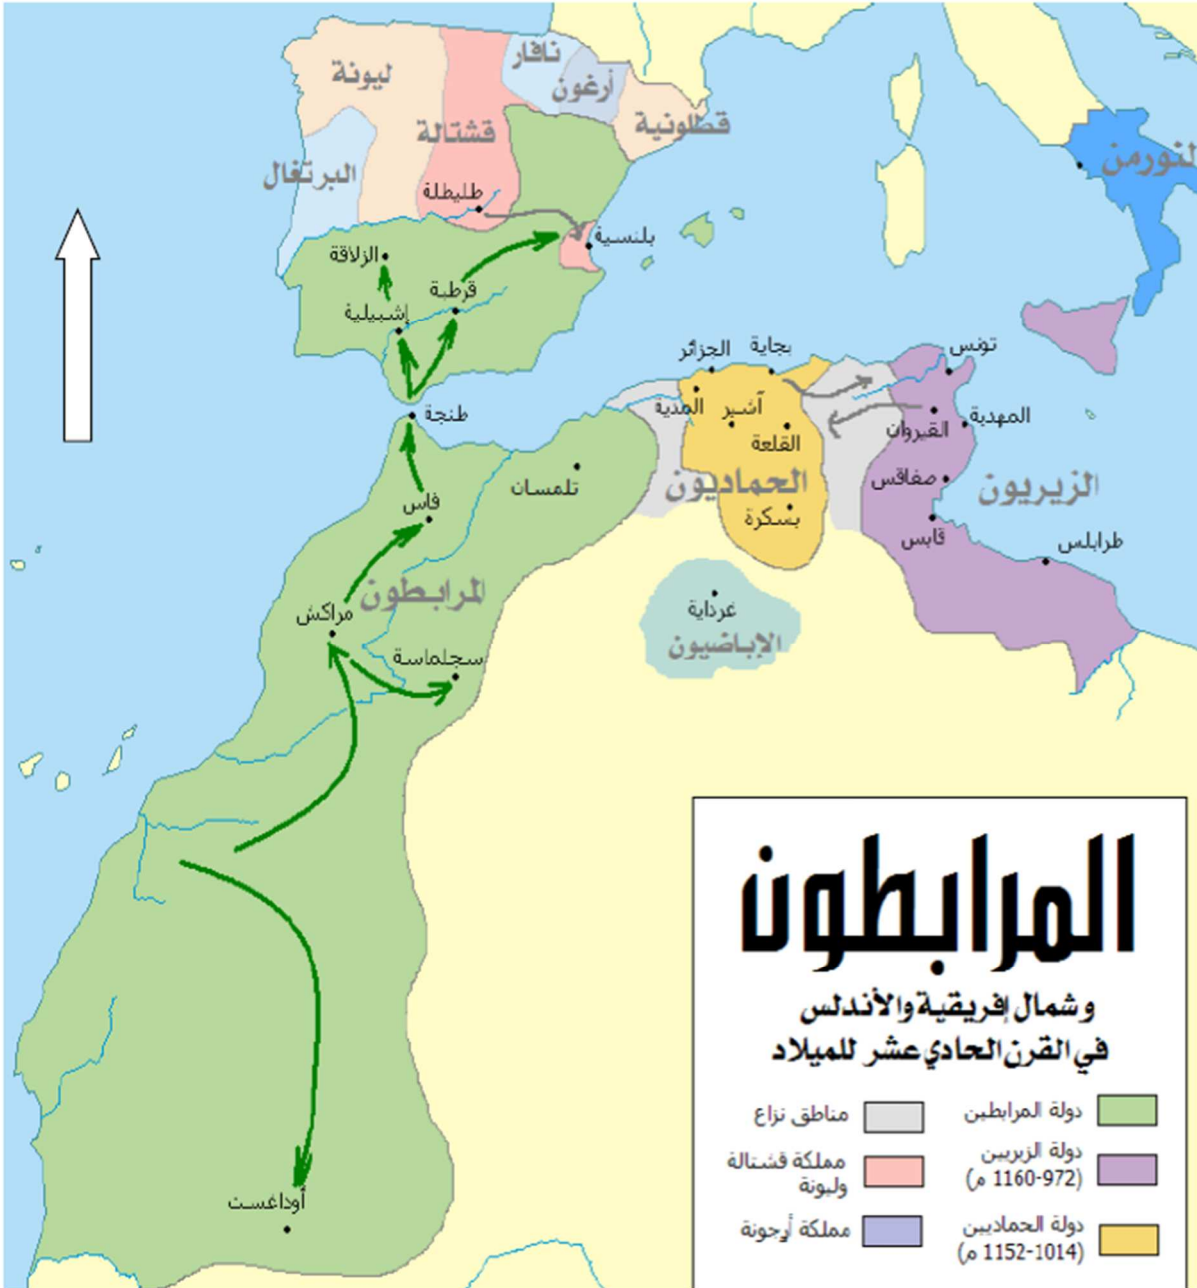 نافار
ليونة
أرغون
قشتالة
قطلونية
النورمن
البرتغال
طليطلة
بلنسية
الزلاقة
قرطبة
إشبيلية
تونس
بجاية
الجزائر
طنجة
المدية
آشير
القيروان
المهدية
القلعة
الحماديون
صفاقس
الزيريون
تلمسان
فاس
بسكرة
قابس
طرابلس
المرابطون
غرداية
مراكش
الإباضيون
سجلماسة
أوداغست
المرابطون
وشمال إفريقية والأندلس
في القرن الحادي عشر للميلاد
دولة المرابطين
مناطق نزاع
دولة الزيريين
(972-1160 م)
مملكة قشتالة
وليونة
دولة الحماديين
(1014-1152 م)
مملكة أرجونة